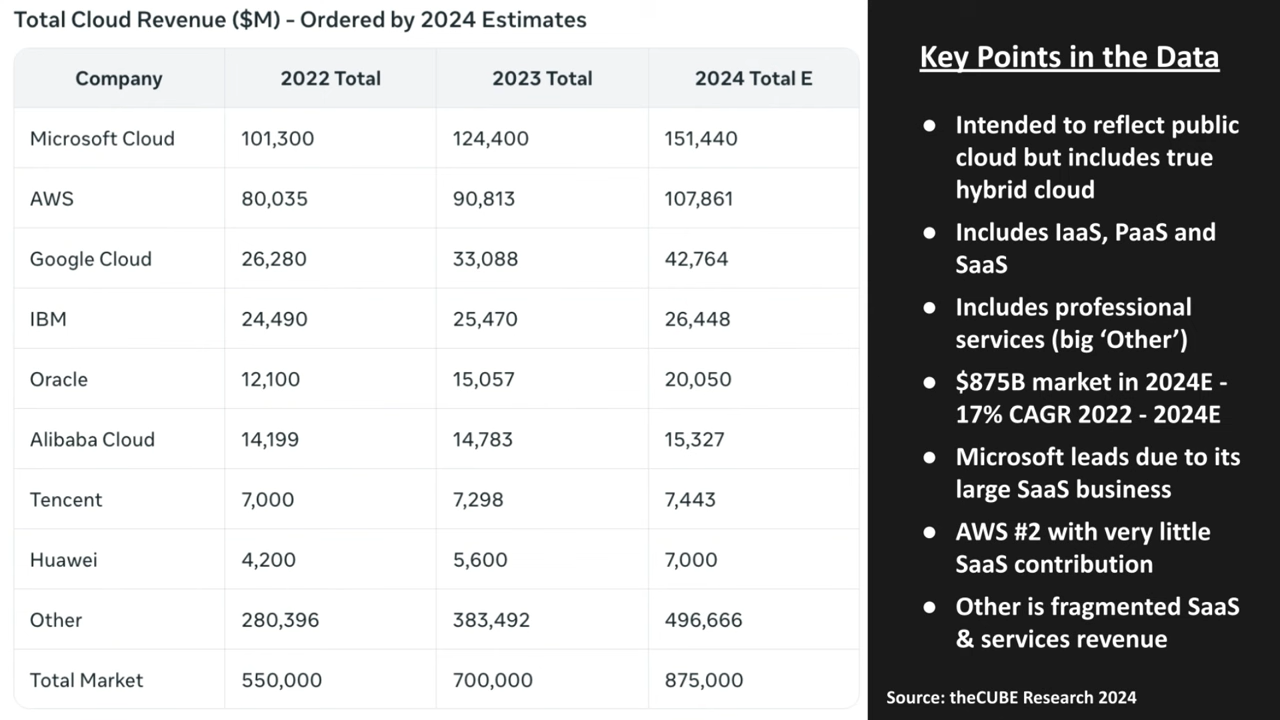 Total Cloud Revenue ($M) - Ordered by 2024 Estimates
Company 2022 Total 2023 Total 2024 Total E
Microsoft Cloud 101,300 124,400 151,440
AWS 80,035 90,813 107,861
Google Cloud 26,280 33,088 42,764
IBM 24,490 25,470 26,448
Oracle 12,100 15,057 20,050
Alibaba Cloud 14,199 14,783 15,327
Tencent 7,000 7,298 7,443
Huawei 4,200 5,600 7,000
Other 280,396 383,492 496,666
Total Market 550,000 700,000 875,000
Key Points in the Data
● Intended to reflect public
cloud but includes true
hybrid cloud
● Includes IaaS, PaaS and
SaaS
● Includes professional
services (big ‘Other’)
● $875B market in 2024E -
17% CAGR 2022 - 2024E
● Microsoft leads due to its
large SaaS business
● AWS #2 with very little
SaaS contribution
● Other is fragmented SaaS
& services revenue
Source: theCUBE Research 2024